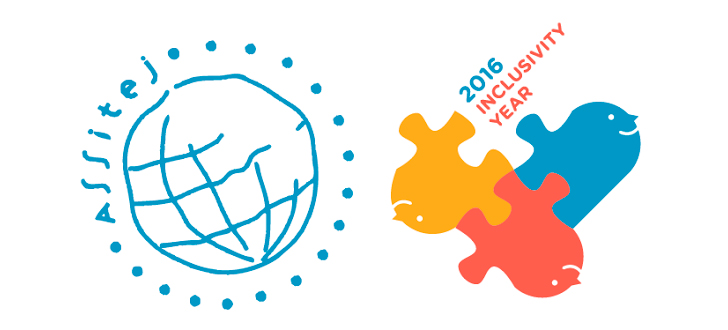 Assitej
2016
INCLUSIVITY
YEAR